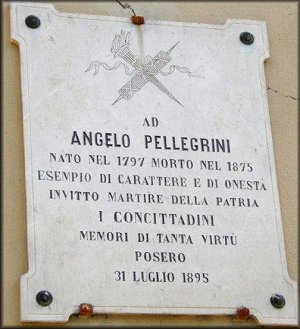 AD
ANGELO PELLEGRINI
NATO NEL 1797 MORTO NEL 1875
ESEMPIO DI CARATTERE E DI ONESTÀ
INVITTO MARTIRE DELLA PATRIA
I CONCITTADINI
MEMORI DI TANTA VIRTÙ
POSERO
31 LUGLIO 1895